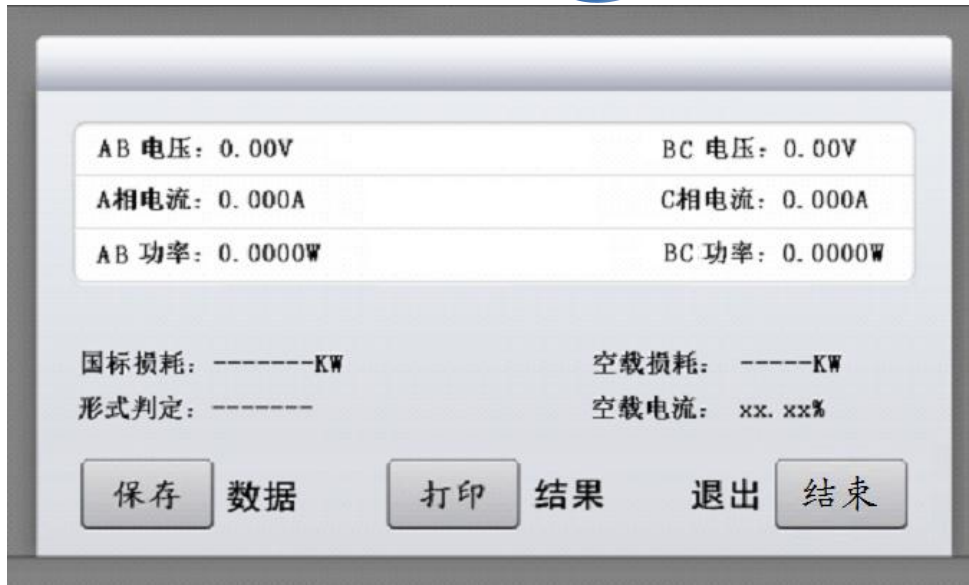 AB 电压：0.00V BC 电压：0.00V
A相电流：0.000A C相电流：0.000A
AB 功率：0.0000W BC 功率：0.0000W
国标损耗：-------KW 空载损耗： -----KW
形式判定：------- 空载电流： xx.xx%
保存 数据 打印 结果 退出 结束